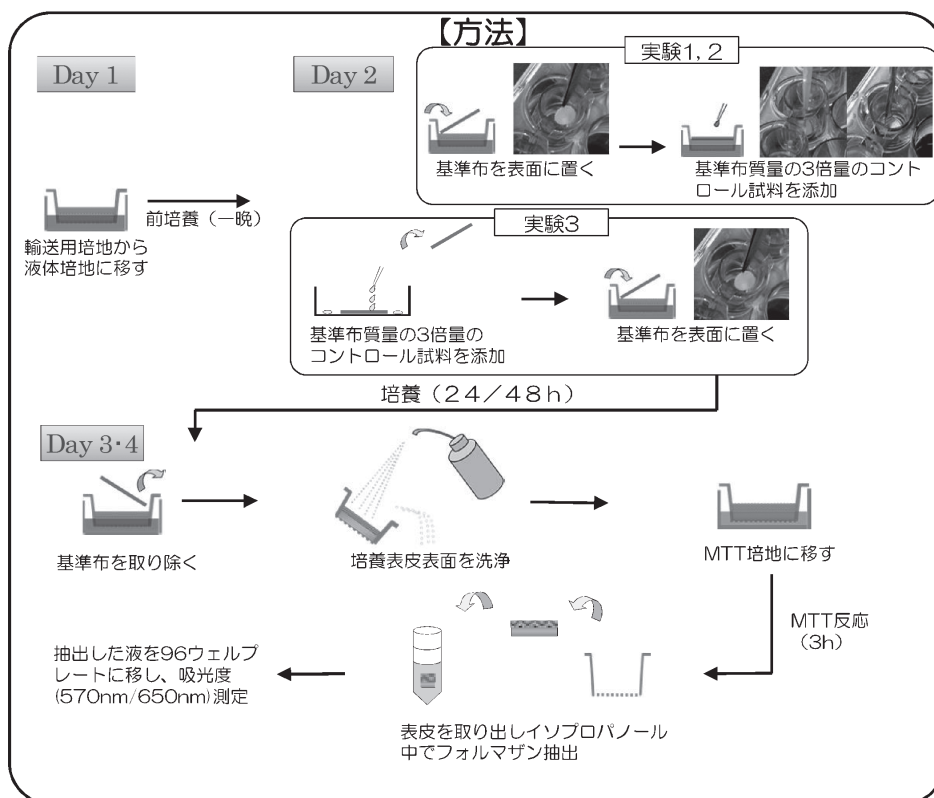 【方法】
Day 1
Day 2
実験1, 2
基準布を表面に置く
基準布質量の3倍量のコント
ロール試料を添加
輸送用培地から
液体培地に移す
前培養（一晩）
実験3
基準布質量の3倍量の
コントロール試料を添加
基準布を表面に置く
培養（24／48h）
Day 3・4
基準布を取り除く
培養表皮表面を洗浄
MTT培地に移す
MTT反応
(3h)
表皮を取り出しイソプロパノール
中でフォルマザン抽出
抽出した液を96ウェルプ
レートに移し、吸光度
(570nm/650nm)測定